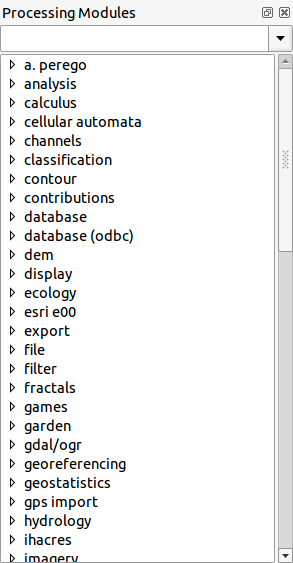 Processing Modules
a. perego
analysis
calculus
cellular automata
channels
classification
contour
contributions
database
database (odbc)
dem
display
ecology
esri e00
export
file
filter
fractals
games
garden
gdal/ogr
georeferencing
geostatistics
gps import
hydrology
ihacres
imagery